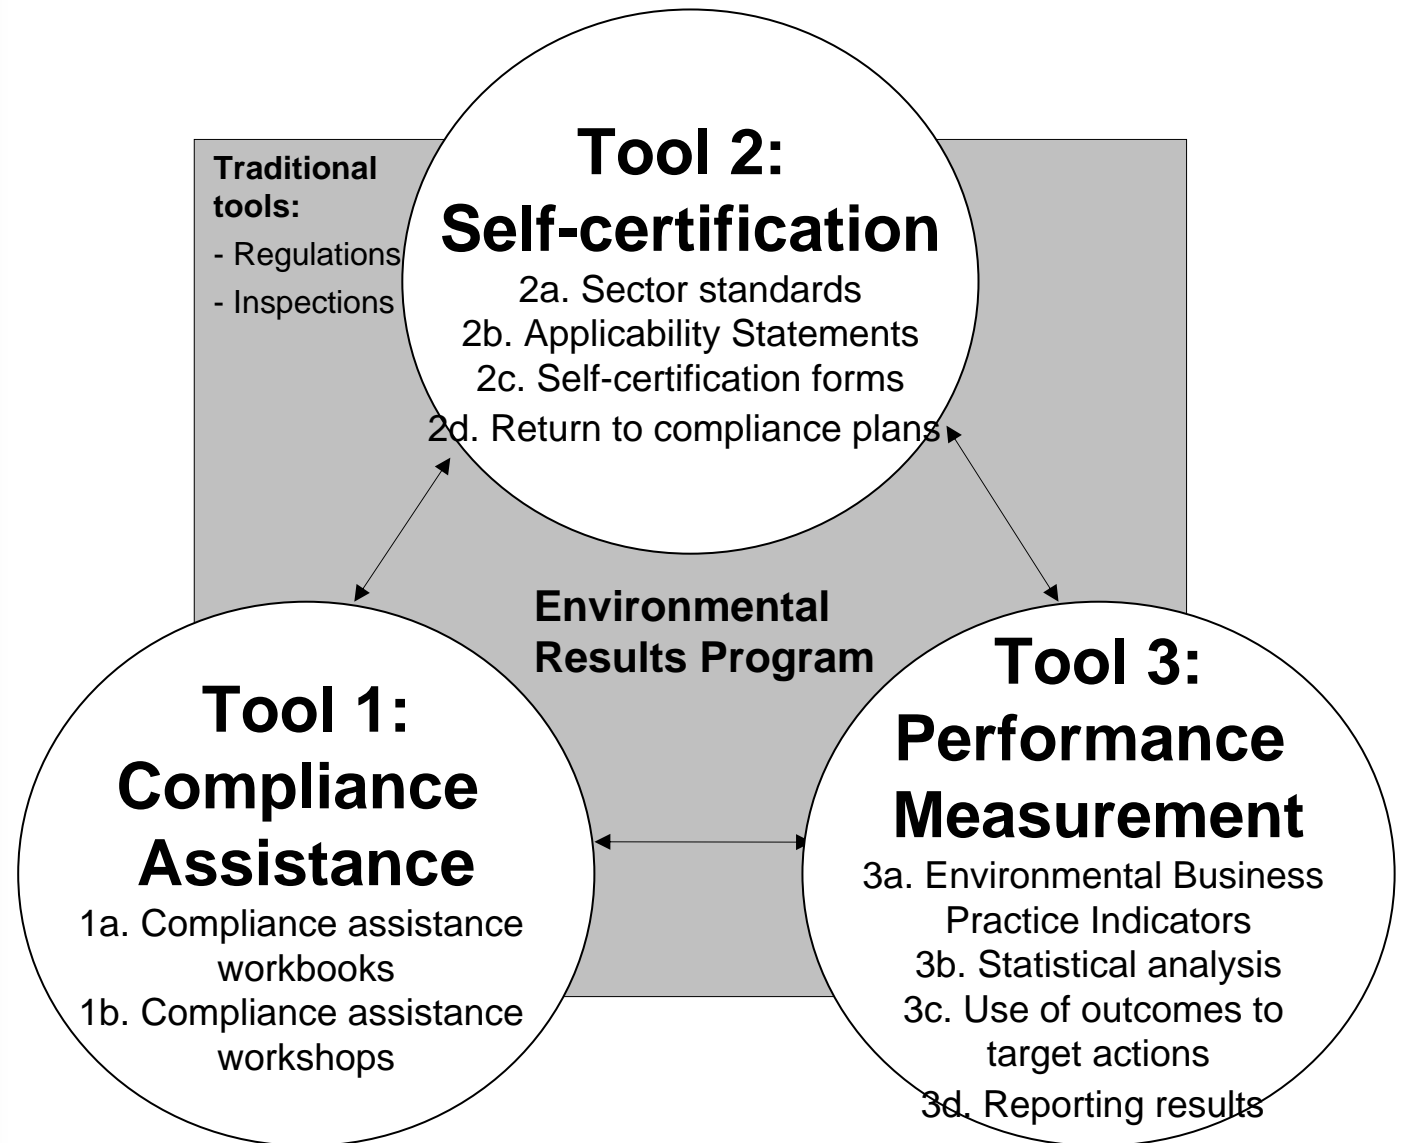 Traditional
tools:
- Regulations
- Inspections
Tool 2:
Self-certification
2a. Sector standards
2b. Applicability Statements
2c. Self-certification forms
2d. Return to compliance plans
Environmental
Results Program
Tool 1:
Compliance
Assistance
1a. Compliance assistance
workbooks
1b. Compliance assistance
workshops
Tool 3:
Performance
Measurement
3a. Environmental Business
Practice Indicators
3b. Statistical analysis
3c. Use of outcomes to
target actions
3d. Reporting results